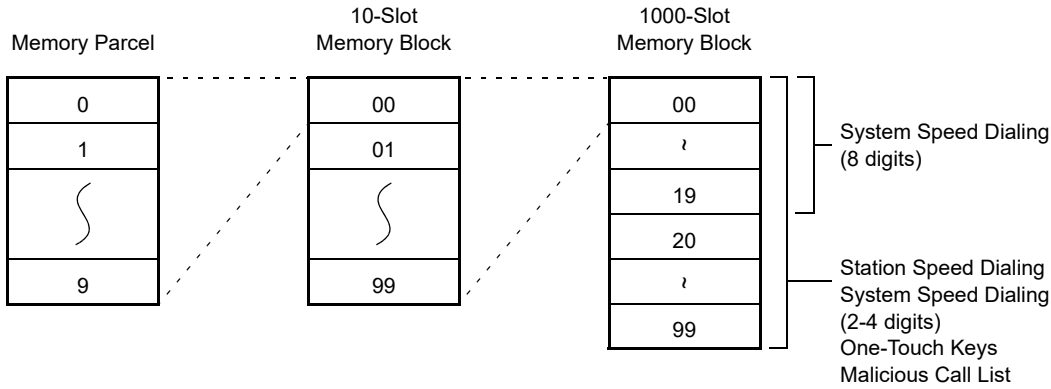 Memory Parcel
10-Slot
Memory Block
1000-Slot
Memory Block
0
1
9
00
01
99
00
~
19
20
~
99
System Speed Dialing
(8 digits)
Station Speed Dialing
System Speed Dialing
(2-4 digits)
One-Touch Keys
Malicious Call List